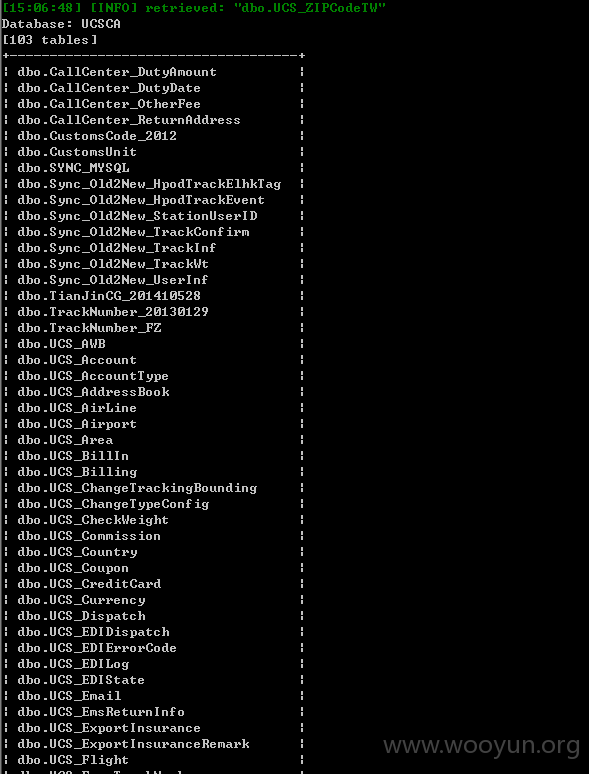 [15:06:48] [INFO] retrieved: "dbo.UCS_ZIPCodeTW"
Database: UCSCA
[103 tables]
+------------------------------------+
¦ dbo.CallCenter_DutyAmount ¦
¦ dbo.CallCenter_DutyDate ¦
¦ dbo.CallCenter_OtherFee ¦
¦ dbo.CallCenter_ReturnAddress ¦
¦ dbo.CustomsCode_2012 ¦
¦ dbo.CustomsUnit ¦
¦ dbo.SYNC_MYSQL ¦
¦ dbo.Sync_Old2New_HpodTrackElhkTag ¦
¦ dbo.Sync_Old2New_HpodTrackEvent ¦
¦ dbo.Sync_Old2New_StationUserID ¦
¦ dbo.Sync_Old2New_TrackConfirm ¦
¦ dbo.Sync_Old2New_TrackInf ¦
¦ dbo.Sync_Old2New_TrackWt ¦
¦ dbo.Sync_Old2New_UserInf ¦
¦ dbo.TianJinCG_201410528 ¦
¦ dbo.TrackNumber_20130129 ¦
¦ dbo.TrackNumber_FZ ¦
¦ dbo.UCS_AWB ¦
¦ dbo.UCS_Account ¦
¦ dbo.UCS_AccountType ¦
¦ dbo.UCS_AddressBook ¦
¦ dbo.UCS_AirLine ¦
¦ dbo.UCS_Airport ¦
¦ dbo.UCS_Area ¦
¦ dbo.UCS_BillIn ¦
¦ dbo.UCS_Billing ¦
¦ dbo.UCS_ChangeTrackingBounding ¦
¦ dbo.UCS_ChangeTypeConfig ¦
¦ dbo.UCS_CheckWeight ¦
¦ dbo.UCS_Commission ¦
¦ dbo.UCS_Country ¦
¦ dbo.UCS_Coupon ¦
¦ dbo.UCS_CreditCard ¦
¦ dbo.UCS_Currency ¦
¦ dbo.UCS_Dispatch ¦
¦ dbo.UCS_EDIDispatch ¦
¦ dbo.UCS_EDIErrorCode ¦
¦ dbo.UCS_EDILog ¦
¦ dbo.UCS_EDIState ¦
¦ dbo.UCS_Email ¦
¦ dbo.UCS_EmsReturnInfo ¦
¦ dbo.UCS_ExportInsurance ¦
¦ dbo.UCS_ExportInsuranceRemark ¦
¦ dbo.UCS_Flight ¦
www.wooyun.org